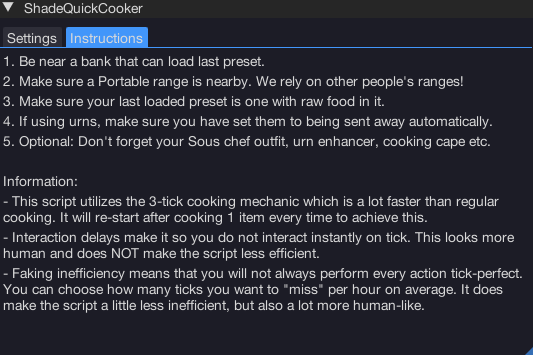 ShadeQuickCooker
Settings
Instructions
1. Be near a bank that can load last preset.
2. Make sure a Portable range is nearby. We rely on other people's ranges!
3. Make sure your last loaded preset is one with raw food in it.
4. If using urns, make sure you have set them to being sent away automatically.
5. Optional: Don't forget your Sous chef outfit, urn enhancer, cooking cape etc.
Information:
- This script utilizes the 3-tick cooking mechanic which is a lot faster than regular
cooking. It will re-start after cooking 1 item every time to achieve this.
- Interaction delays make it so you do not interact instantly on tick. This looks more
human and does NOT make the script less efficient.
- Faking inefficiency means that you will not always perform every action tick-perfect.
You can choose how many ticks you want to "miss" per hour on average. It does
make the script a little less inefficient, but also a lot more human-like.